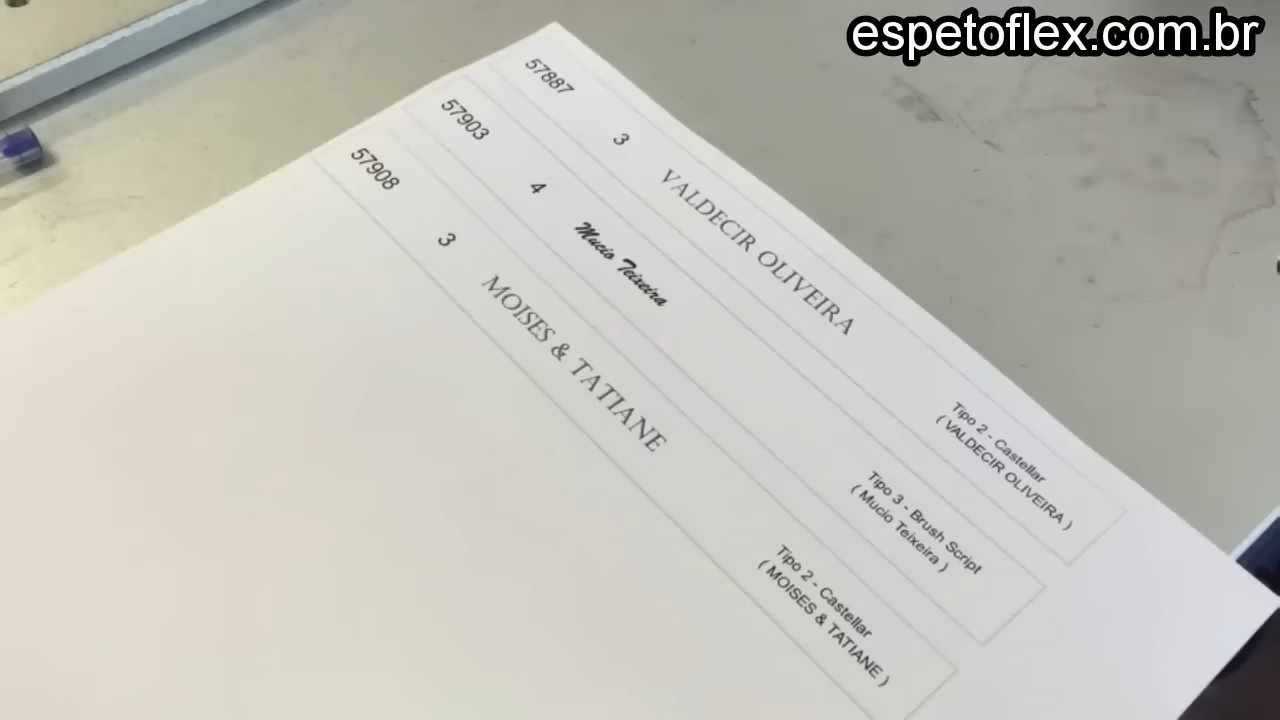 espetoflex.com.br
57887
3
VALDECIR OLIVEIRA
Tipo 2 - Castellar
( VALDECIR OLIVEIRA )
57903
4
Mucio Teixeira
Tipo 3 - Brush Script
( Mucio Teixeira )
57908
3
MOISES & TATIANE
Tipo 2 - Castellar
( MOISES & TATIANE )